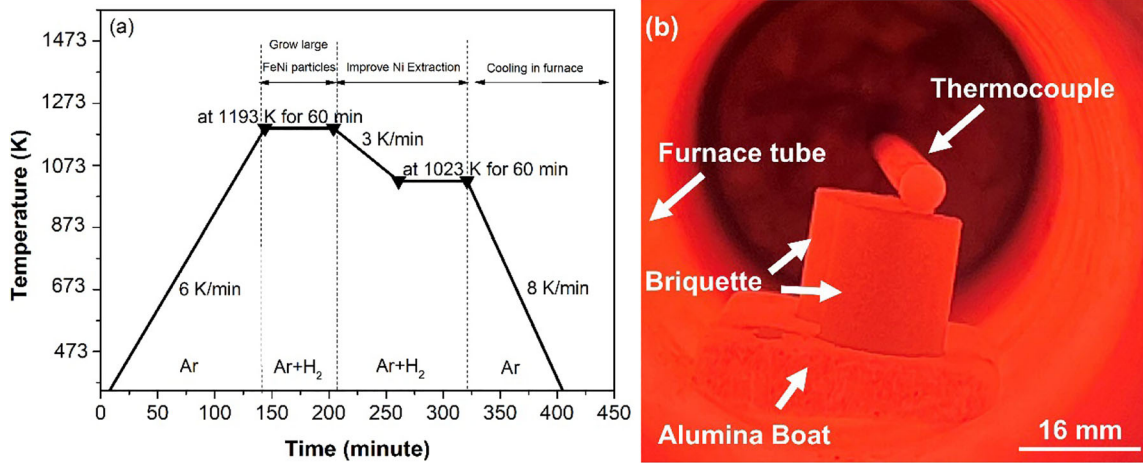 (a)
Grow large
FeNi particles
Improve Ni Extraction
Cooling in furnace
at 1193 K for 60 min
3 K/min
at 1023 K for 60 min
6 K/min
8 K/min
Ar
Ar+H2
Ar+H2
Ar
Temperature (K)
1473
1273
1073
873
673
473
0 50 100 150 200 250 300 350 400 450
Time (minute)
(b)
Thermocouple
Furnace tube
Briquette
Alumina Boat
16 mm